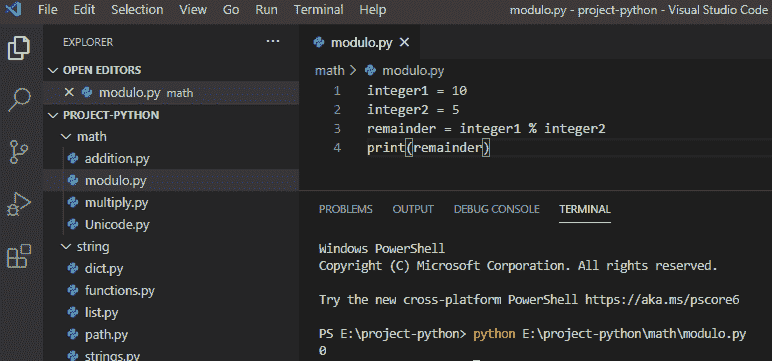 File Edit Selection View Go Run Terminal Help modulo.py - project-python - Visual Studio Code
EXPLORER ···
OPEN EDITORS
modulo.py math
PROJECT-PYTHON
math
addition.py
modulo.py
multiply.py
Unicode.py
string
dict.py
functions.py
list.py
path.py
strings.py
modulo.py
math > modulo.py
1 integer1 = 10
2 integer2 = 5
3 remainder = integer1 % integer2
4 print(remainder)
PROBLEMS OUTPUT DEBUG CONSOLE TERMINAL
Windows PowerShell
Copyright (C) Microsoft Corporation. All rights reserved.
Try the new cross-platform PowerShell https://aka.ms/pscore6
PS E:\project-python> python E:\project-python\math\modulo.py
0